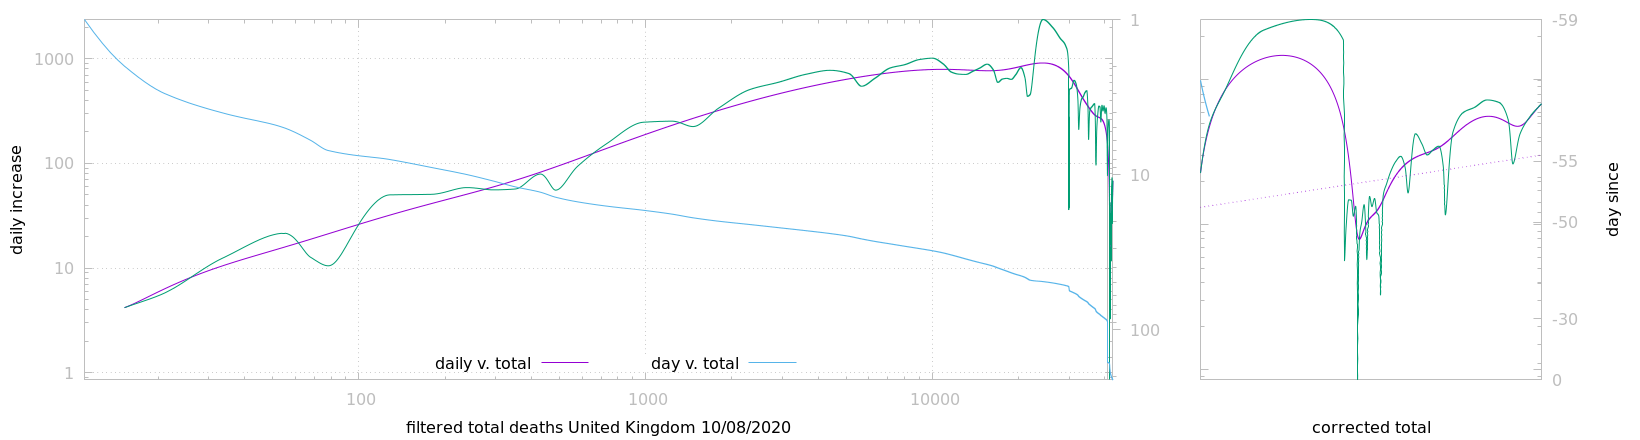 daily increase
1000
100
10
1
100
1000
10000
1
10
100
daily v. total
day v. total
filtered total deaths United Kingdom 10/08/2020
-59
-55
-50
-30
0
day since
corrected total